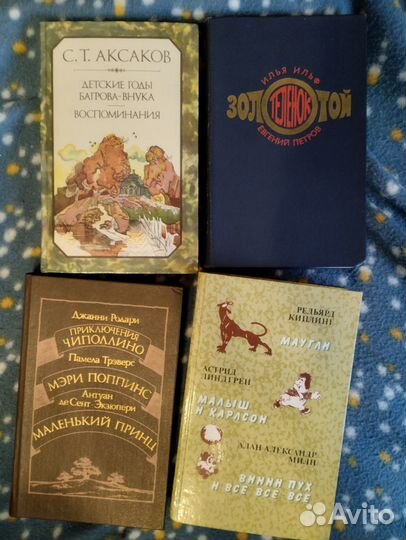 С. Т. АКСАКОВ
ДЕТСКИЕ ГОДЫ
БАГРОВА-ВНУКА
ВОСПОМИНАНИЯ
ИЛЬЯ ИЛЬФ
ЗОЛОТОЙ
ТЕЛЕНОК
ЕВГЕНИЙ ПЕТРОВ
Джанни Родари
ПРИКЛЮЧЕНИЯ
ЧИПОЛЛИНО
Памела Трэверс
МЭРИ ПОППИНС
Антуан
де Сент-Экзюпери
МАЛЕНЬКИЙ ПРИНЦ
РЕДЬЯРД
КИПЛИНГ
МАУГЛИ
АСТРИД
ЛИНДГРЕН
МАЛЫШ
И КАРЛСОН
АЛАН АЛЕКСАНДР
МИЛН
ВИННИ ПУХ
И ВСЕ ВСЕ ВСЕ
Avito